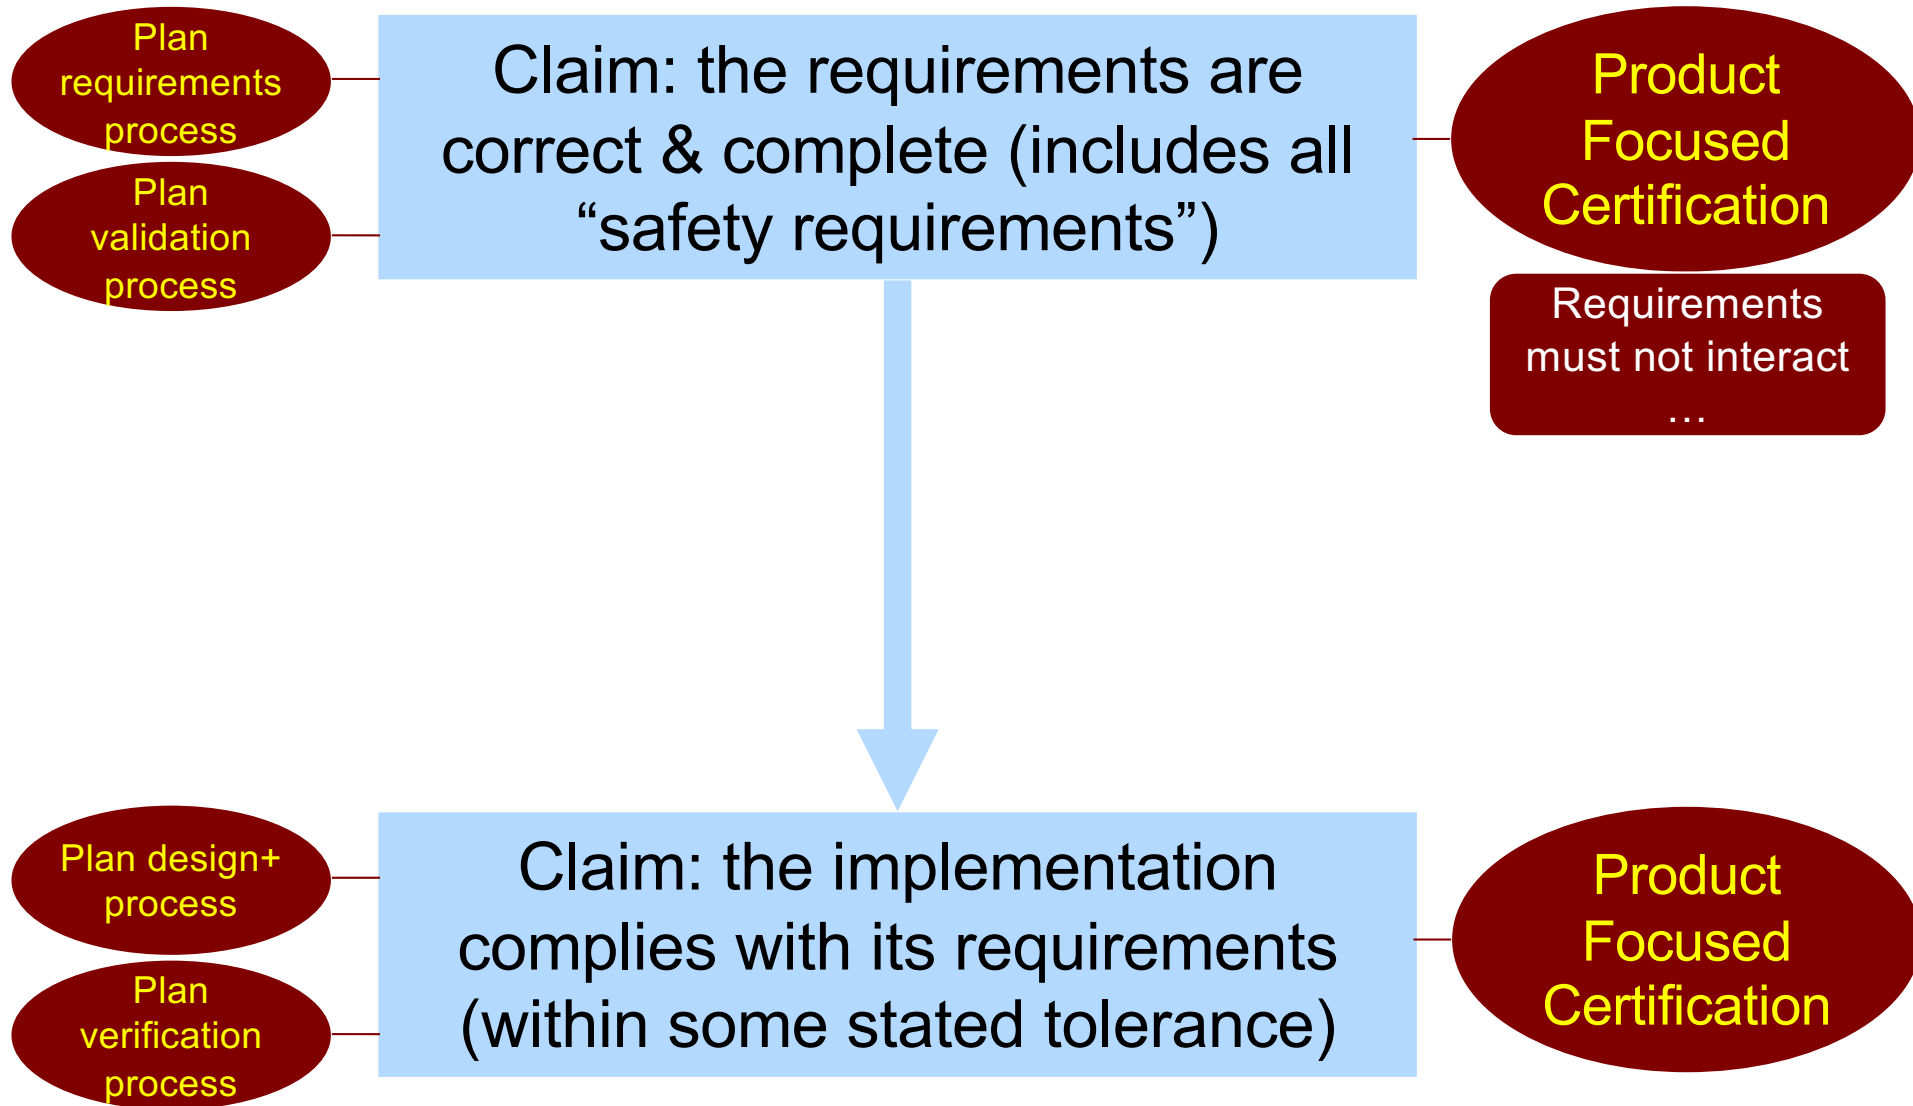 Plan
requirements
process
Plan
validation
process
Claim: the requirements are
correct & complete (includes all
“safety requirements”)
Product
Focused
Certification
Requirements
must not interact
…
Plan design+
process
Plan
verification
process
Claim: the implementation
complies with its requirements
(within some stated tolerance)
Product
Focused
Certification